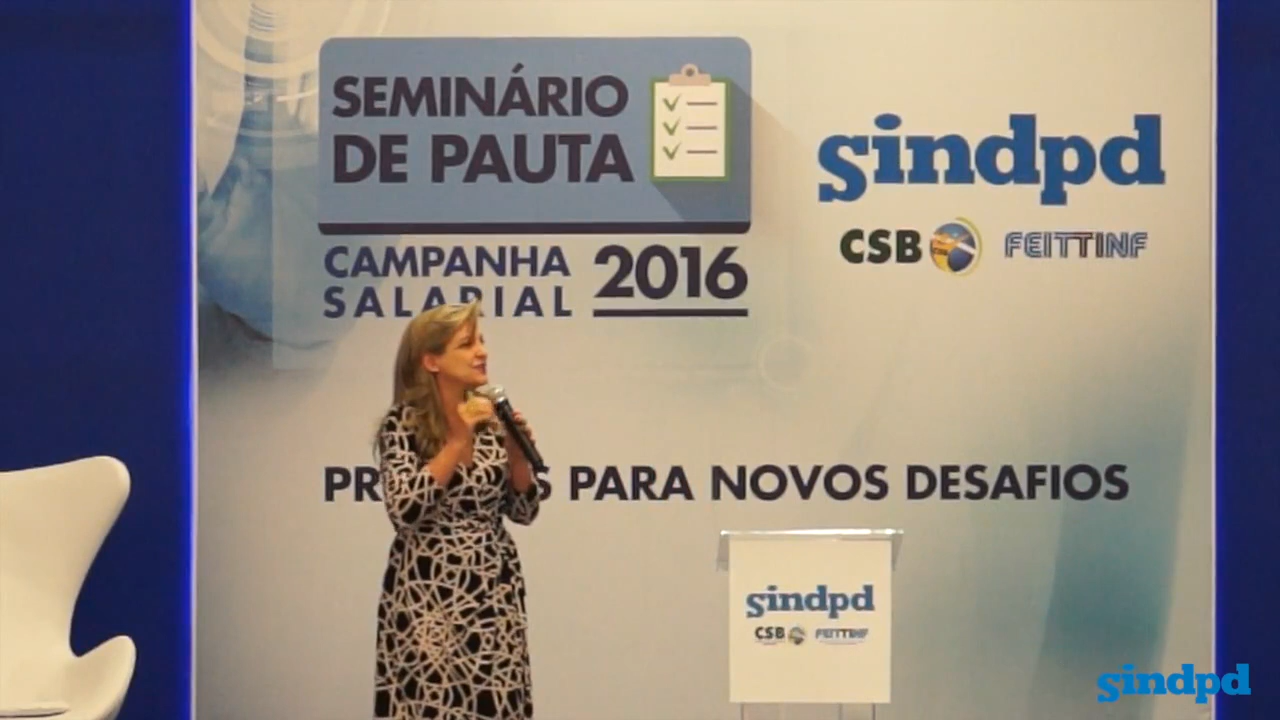 SEMINÁRIO
DE PAUTA
CAMPANHA
SALARIAL
2016
sindpd
CSB
FEITTINF
PARA NOVOS DESAFIOS
sindpd
CSB
FEITTINF
sindpd